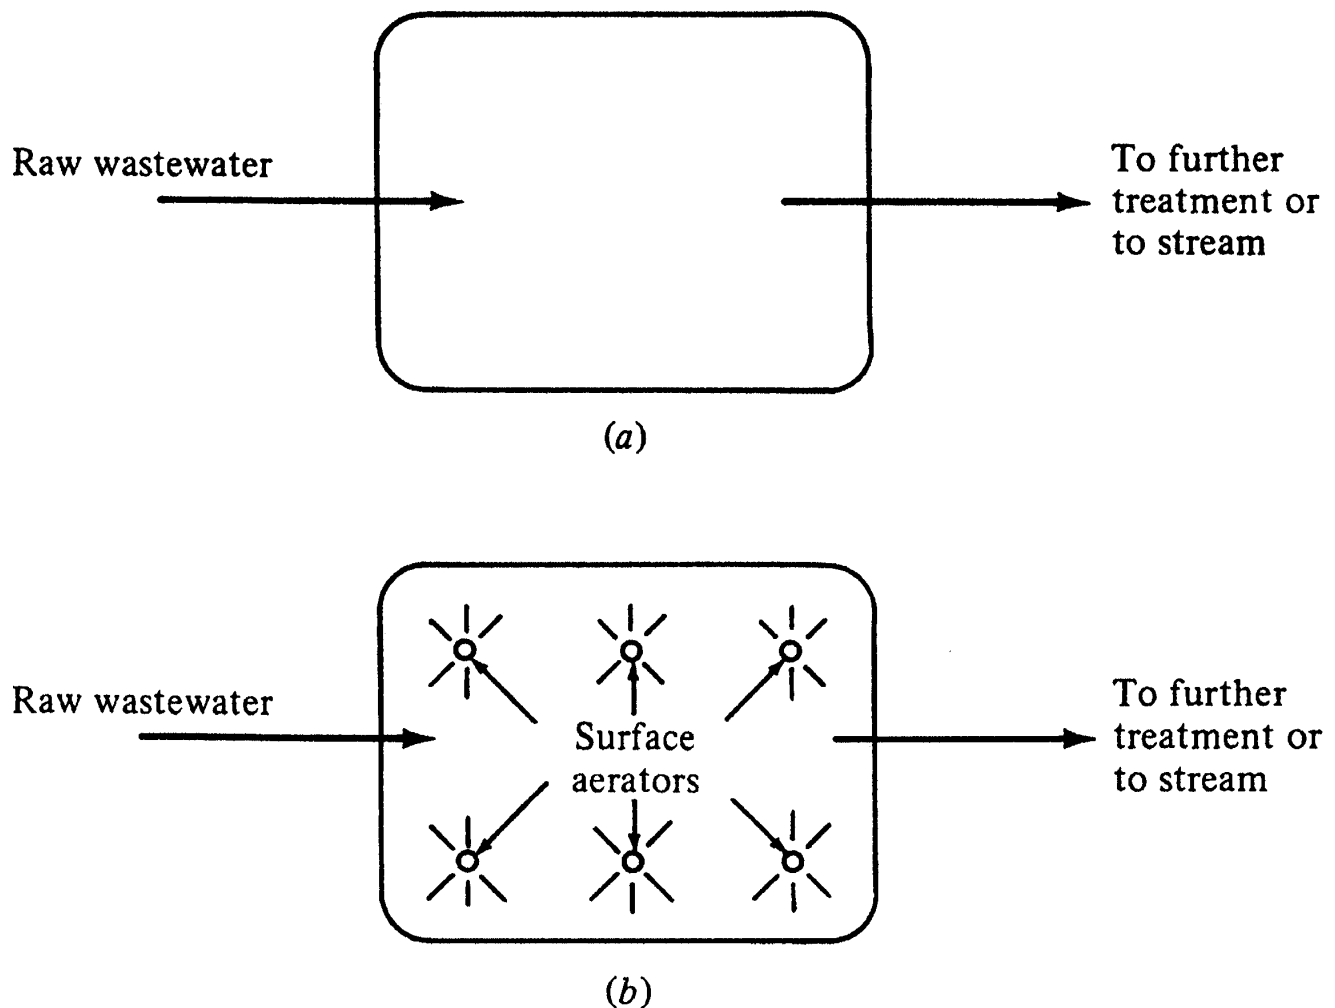 Raw wastewater
To further
treatment or
to stream
(a)
Raw wastewater
Surface
aerators
To further
treatment or
to stream
(b)